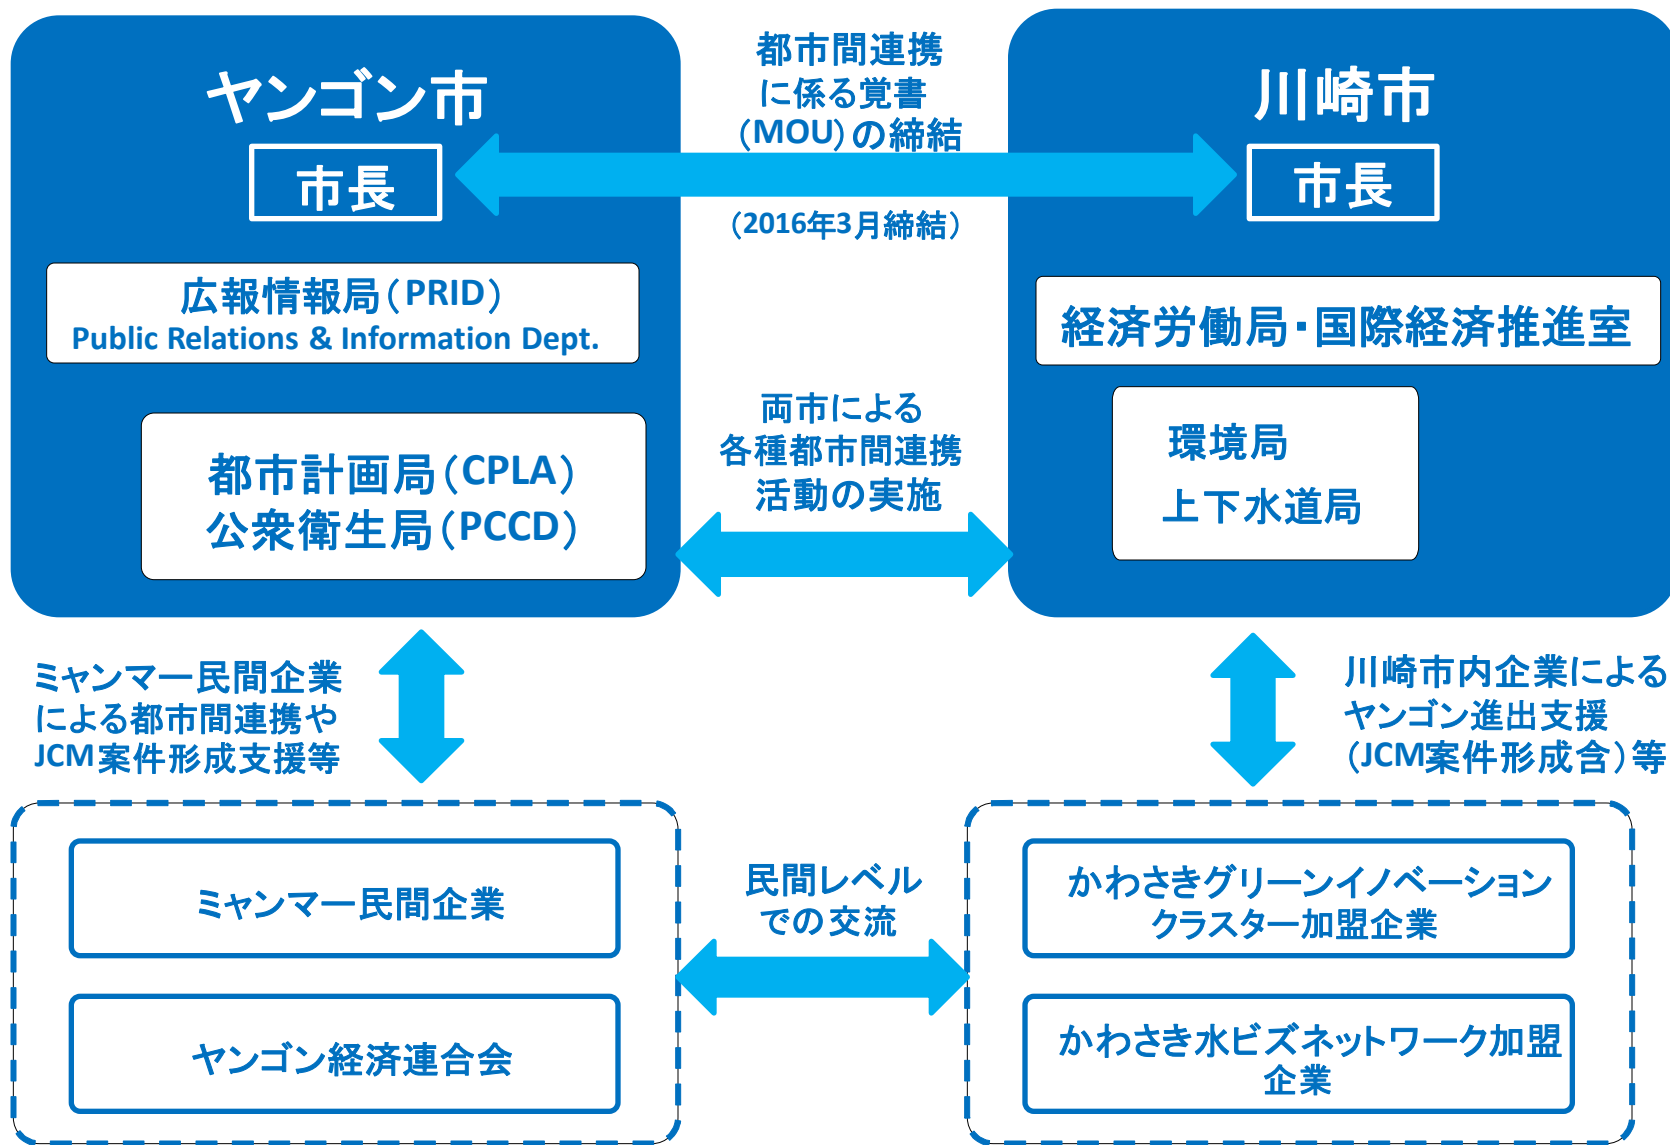 ヤンゴン市
市長
広報情報局(PRID)
Public Relations & Information Dept.
都市計画局(CPLA)
公衆衛生局(PCCD)
都市間連携
に係る覚書
(MOU)の締結
(2016年3月締結)
両市による
各種都市間連携
活動の実施
川崎市
市長
経済労働局・国際経済推進室
環境局
上下水道局
ミャンマー民間企業
による都市間連携や
JCM案件形成支援等
川崎市内企業による
ヤンゴン進出支援
(JCM案件形成含)等
ミャンマー民間企業
ヤンゴン経済連合会
民間レベル
での交流
かわさきグリーンイノベーション
クラスター加盟企業
かわさき水ビズネットワーク加盟
企業